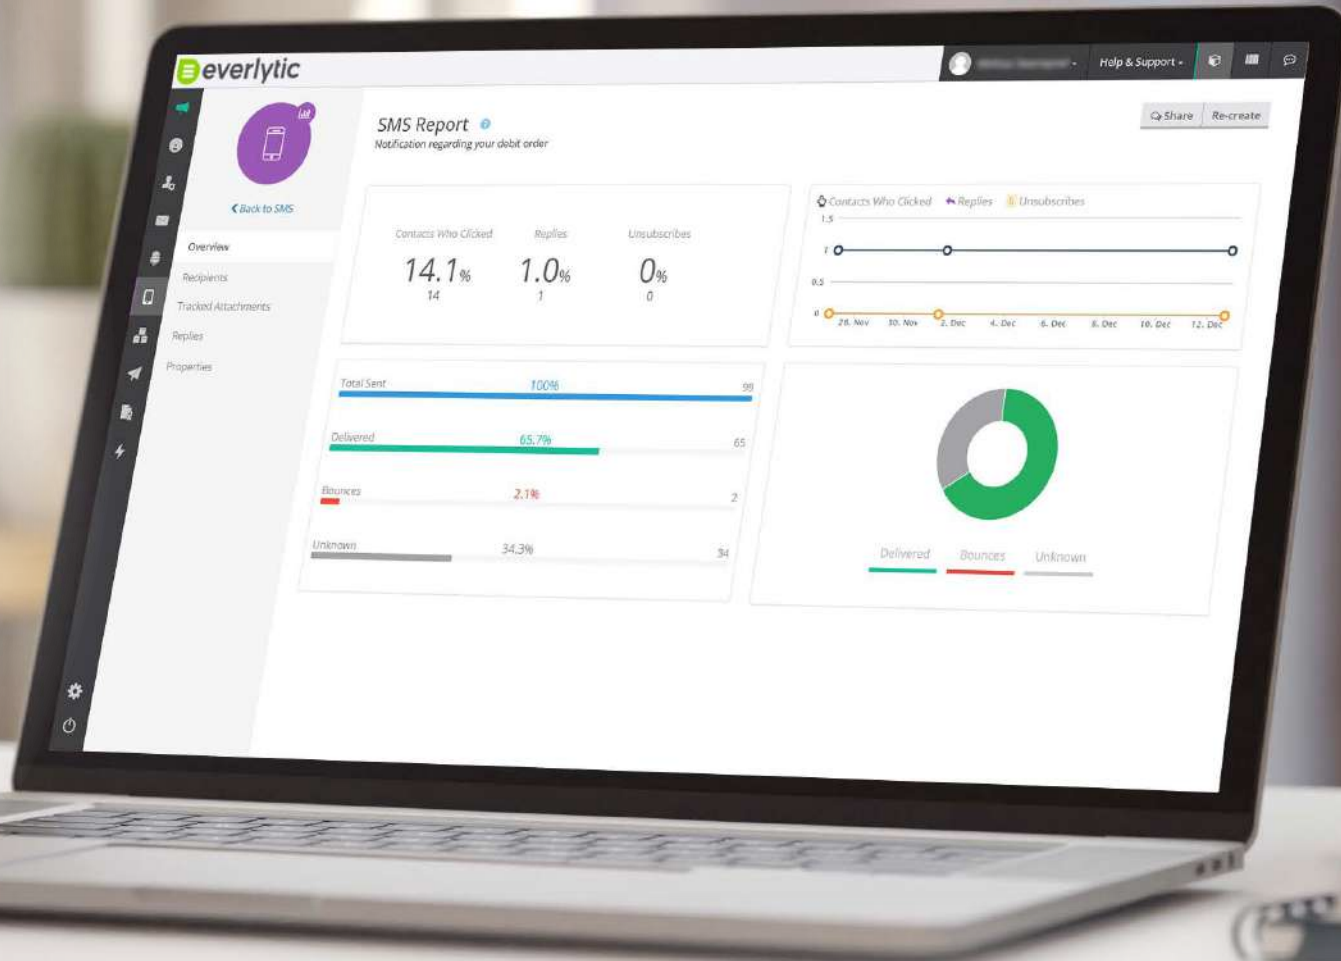 everlytic
Help & Support
SMS Report
Notification regarding your debit order
Share
Re-create
Back to SMS
Overview
Recipients
Tracked Attachments
Replies
Properties
Contacts Who Clicked
Replies
Unsubscribes
14.1%
1.0%
0%
14
1
0
Contacts Who Clicked
Replies
Unsubscribes
1.5
1
0.5
0
28. Nov
30. Nov
2. Dec
4. Dec
6. Dec
8. Dec
10. Dec
12. Dec
Total Sent
100%
99
Delivered
65.7%
65
Bounces
2.1%
2
Unknown
34.3%
34
Delivered
Bounces
Unknown